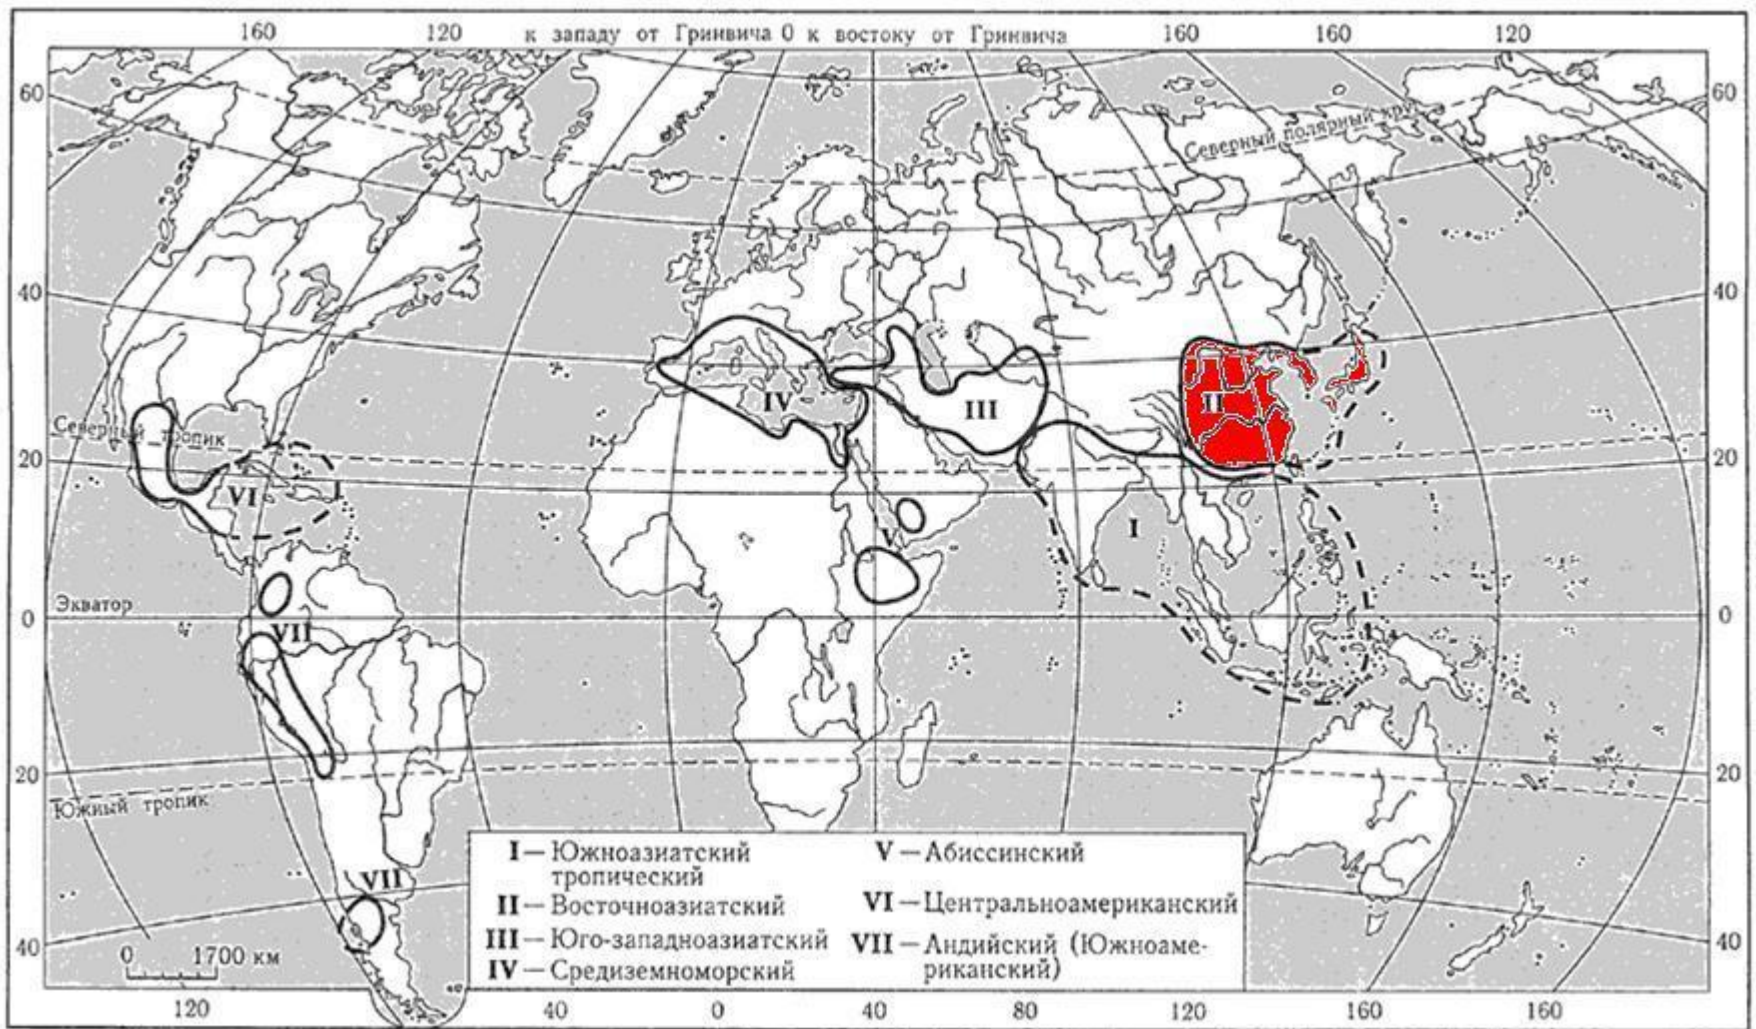 160 120 к западу от Гринвича 0 к востоку от Гринвича 160 160 120
60 60
Северный полярный кру
40 40
II
IV III
Северный тропик
20 20
VI
I
V
Экватор
0 0
VII
20 20
Южный тропик
I — Южноазиатский
тропический
II — Восточноазиатский
III — Юго-западноазиатский
IV — Средиземноморский
V — Абиссинский
VI — Центральноамериканский
VII — Андийский (Южноаме-
риканский)
VII
40 40
0 1700 км
120 40 0 40 80 120 160 160